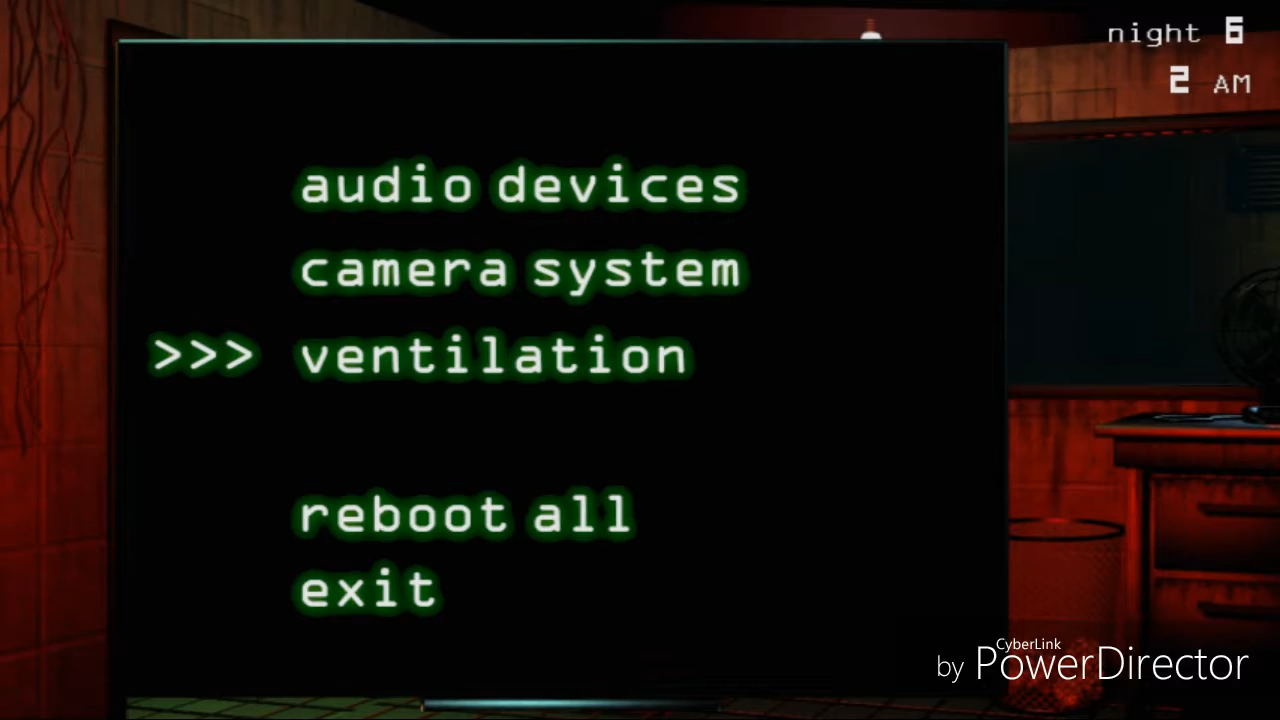 night 6
2 AM
audio devices
camera system
>>> ventilation
reboot all
exit
CyberLink
by PowerDirector